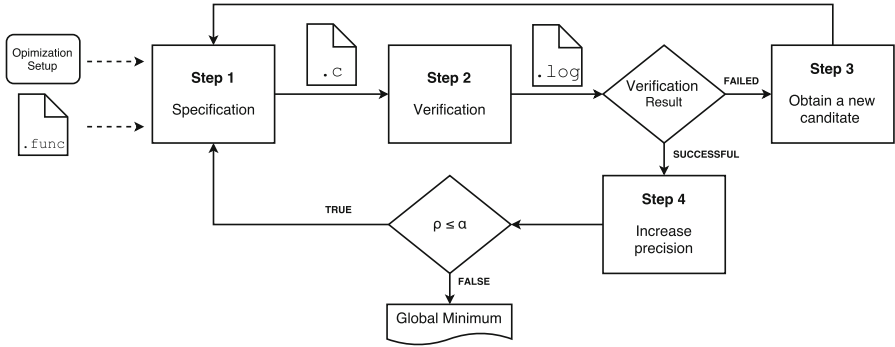 Opimization
Setup
.func
Step 1
Specification
.c
Step 2
Verification
.log
Verification
Result
FAILED
Step 3
Obtain a new
canditate
SUCCESSFUL
Step 4
Increase
precision
ρ ≤ α
TRUE
FALSE
Global Minimum